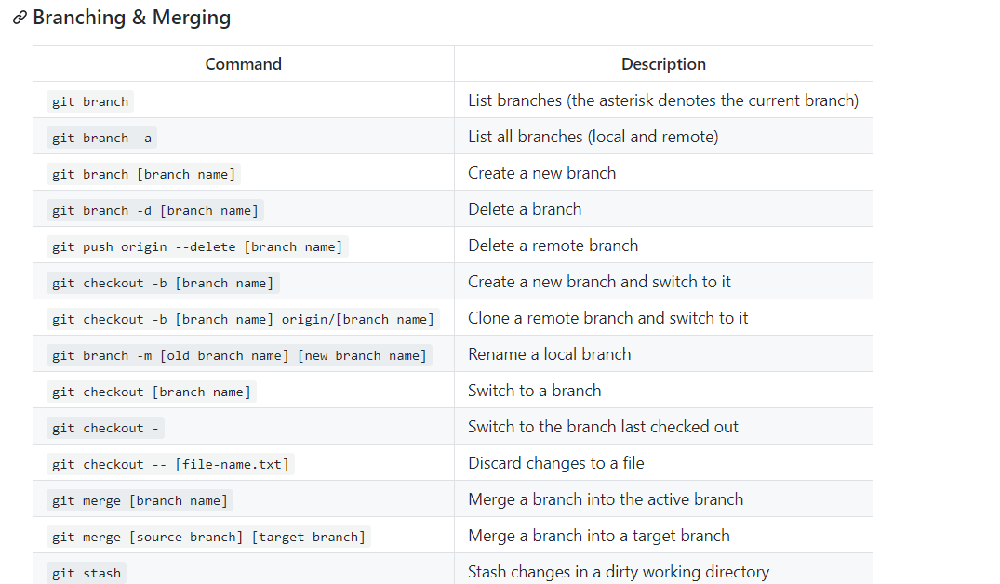 Branching & Merging
Command Description
git branch List branches (the asterisk denotes the current branch)
git branch -a List all branches (local and remote)
git branch [branch name] Create a new branch
git branch -d [branch name] Delete a branch
git push origin --delete [branch name] Delete a remote branch
git checkout -b [branch name] Create a new branch and switch to it
git checkout -b [branch name] origin/[branch name] Clone a remote branch and switch to it
git branch -m [old branch name] [new branch name] Rename a local branch
git checkout [branch name] Switch to a branch
git checkout - Switch to the branch last checked out
git checkout -- [file-name.txt] Discard changes to a file
git merge [branch name] Merge a branch into the active branch
git merge [source branch] [target branch] Merge a branch into a target branch
git stash Stash changes in a dirty working directory